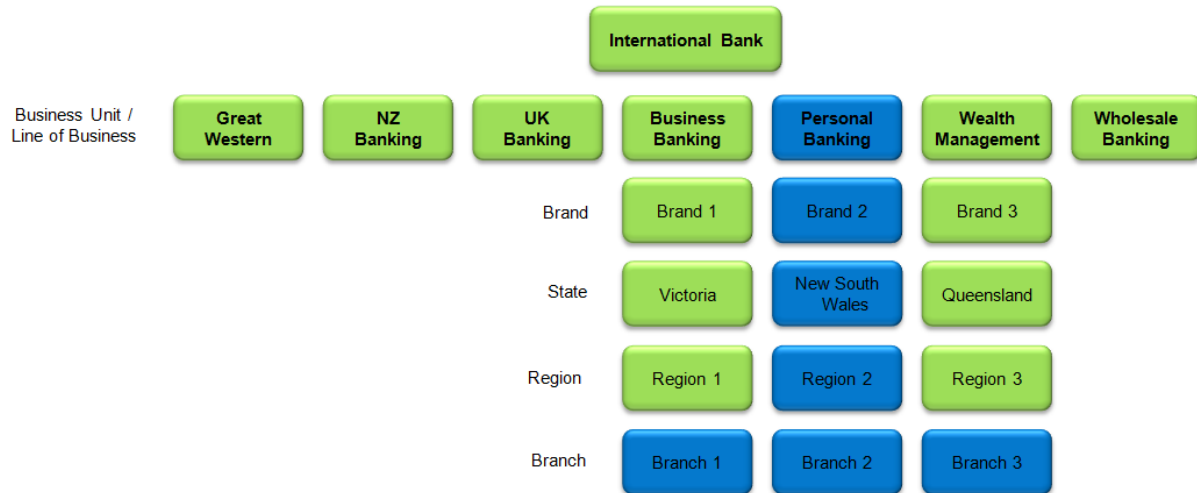 International Bank
Business Unit /
Line of Business
Great
Western
NZ
Banking
UK
Banking
Business
Banking
Personal
Banking
Wealth
Management
Wholesale
Banking
Brand
Brand 1
Brand 2
Brand 3
State
Victoria
New South
Wales
Queensland
Region
Region 1
Region 2
Region 3
Branch
Branch 1
Branch 2
Branch 3